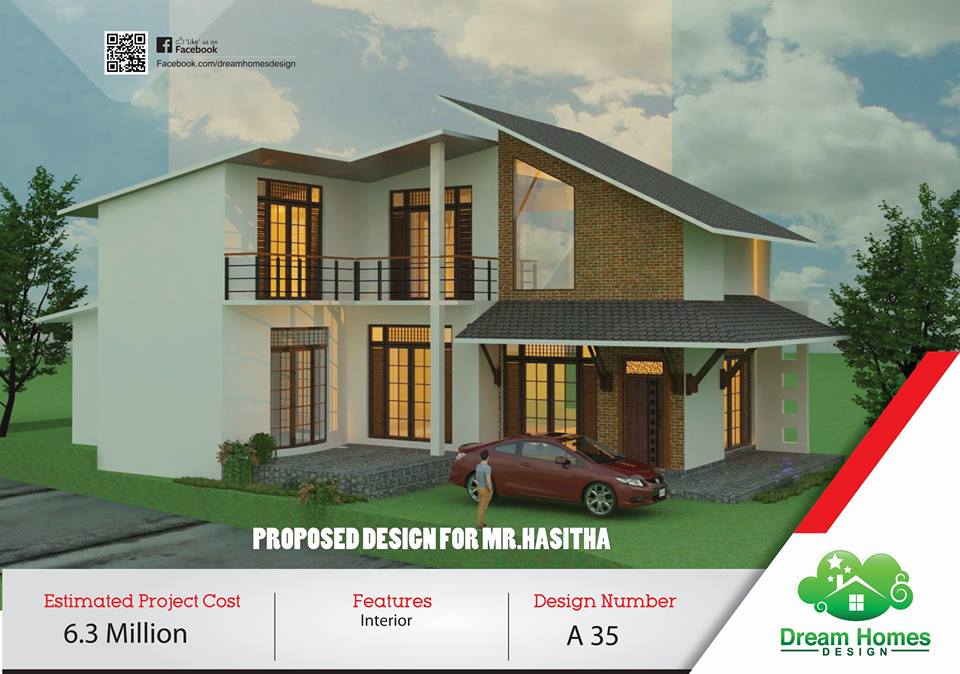 'Like' us on
Facebook
Facebook.com/dreamhomesdesign
PROPOSED DESIGN FOR MR.HASITHA
Estimated Project Cost
6.3 Million
Features
Interior
Design Number
A 35
Dream Homes
DESIGN